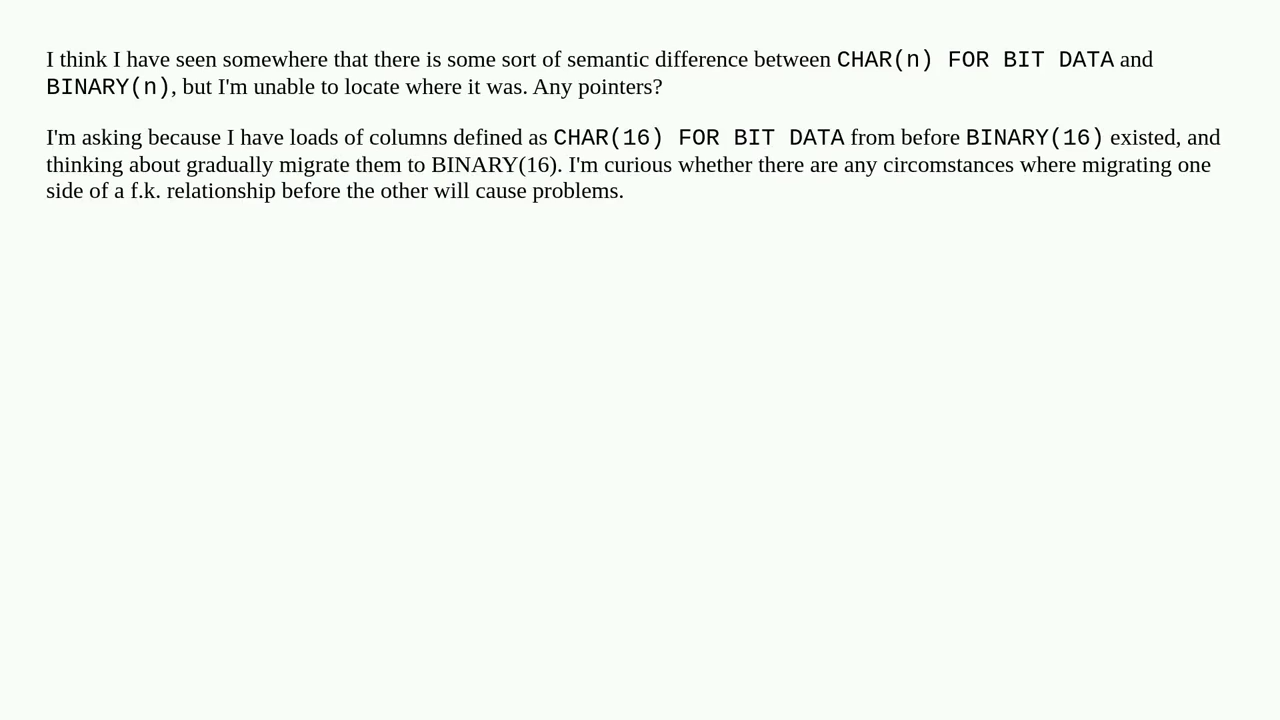 I think I have seen somewhere that there is some sort of semantic difference between CHAR(n) FOR BIT DATA and
BINARY(n), but I'm unable to locate where it was. Any pointers?
I'm asking because I have loads of columns defined as CHAR(16) FOR BIT DATA from before BINARY(16) existed, and
thinking about gradually migrate them to BINARY(16). I'm curious whether there are any circumstances where migrating one
side of a f.k. relationship before the other will cause problems.